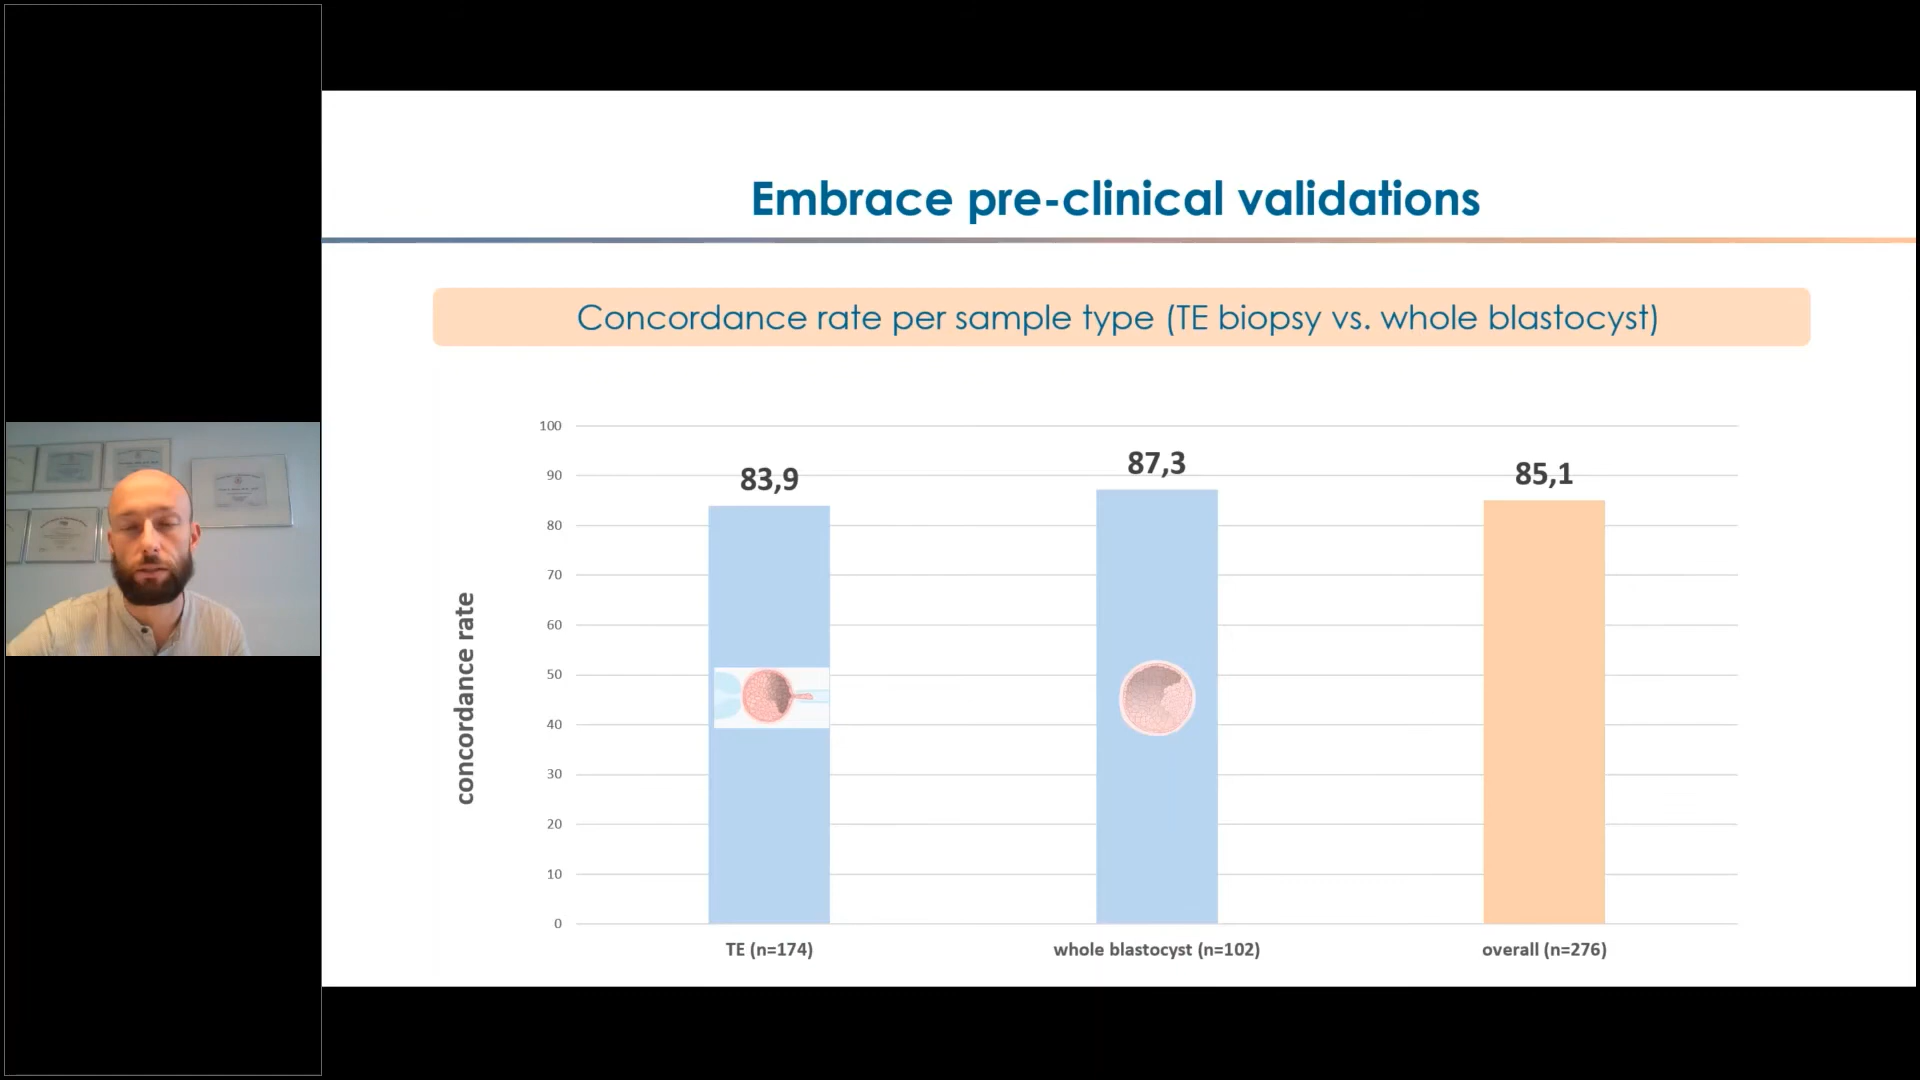 Embrace pre-clinical validations
Concordance rate per sample type (TE biopsy vs. whole blastocyst)
concordance rate
100
90
80
70
60
50
40
30
20
10
0
83,9
87,3
85,1
TE (n=174)
whole blastocyst (n=102)
overall (n=276)